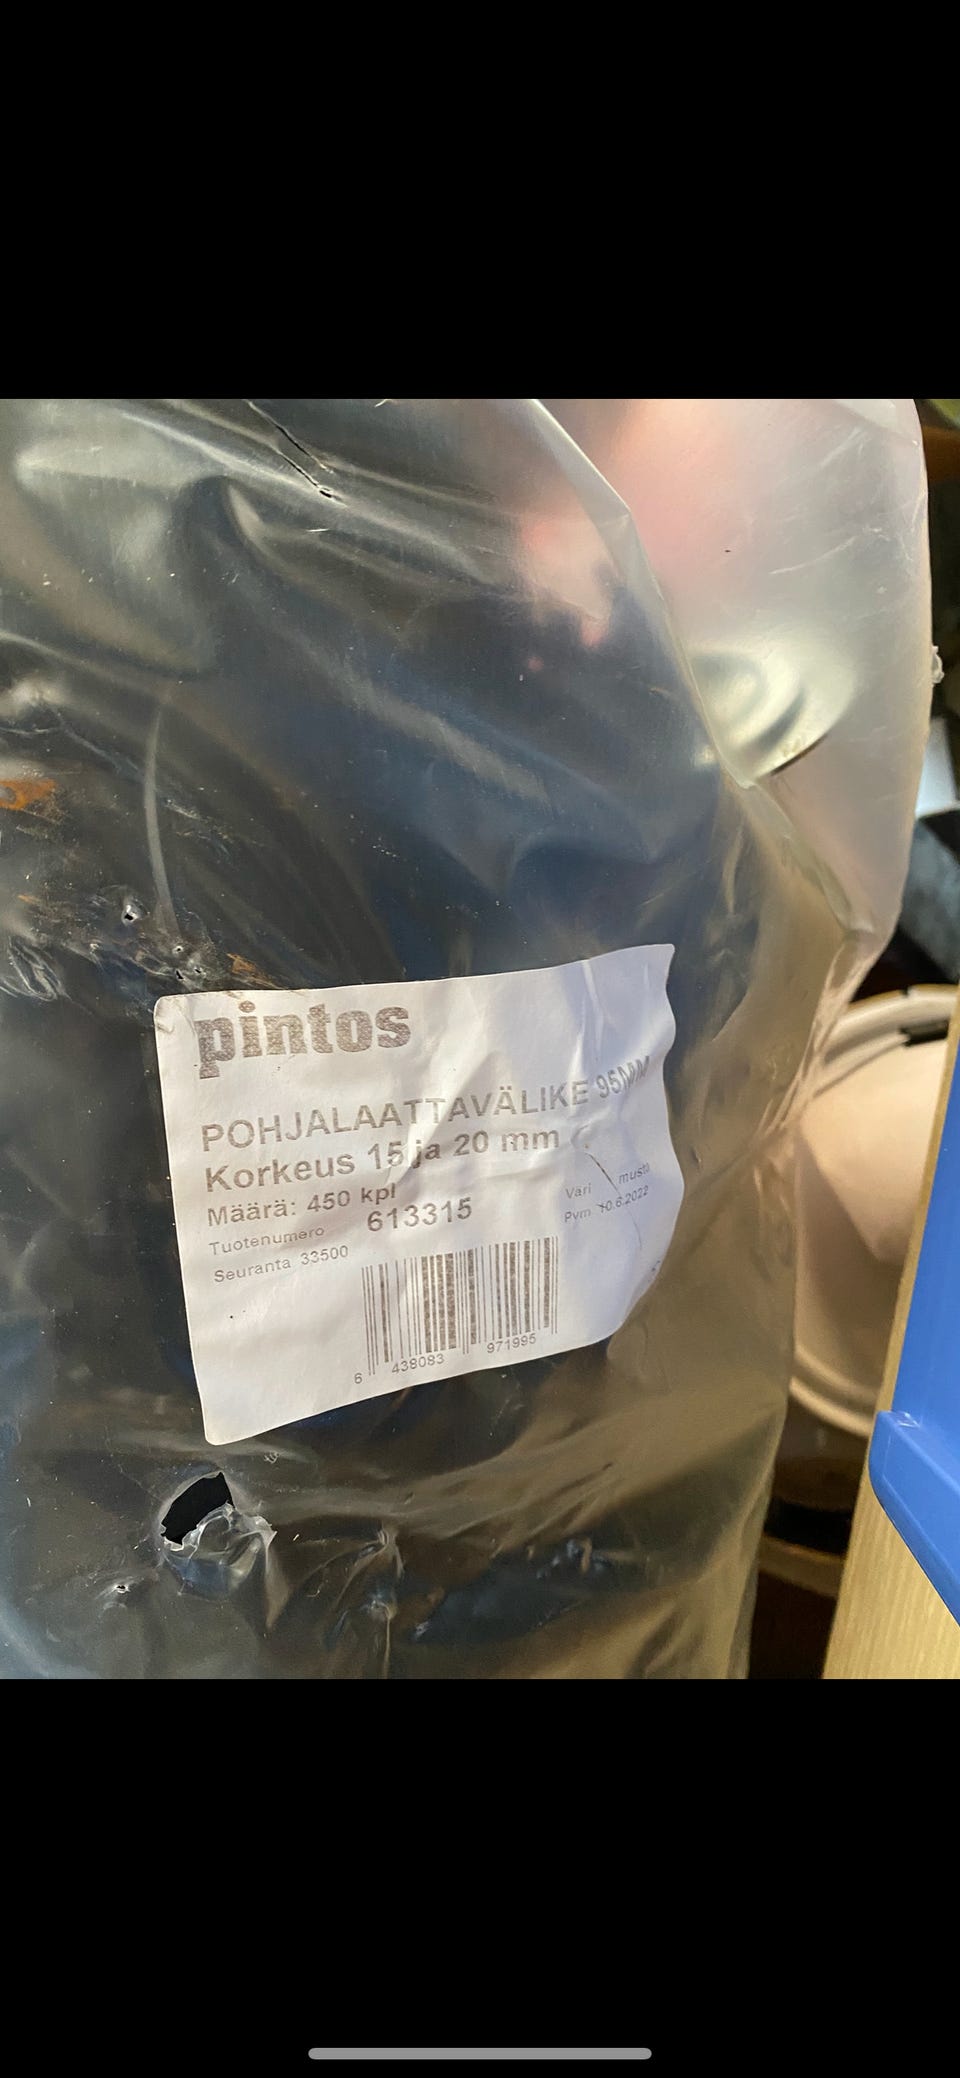 pintos
POHJALAATTAVÄLIKE 95MM
Korkeus 15 ja 20 mm
Määrä: 450 kpl
Väri musta
Tuotenumero 613315
Pvm 10.6.2022
Seuranta 33500
6 438083 971995